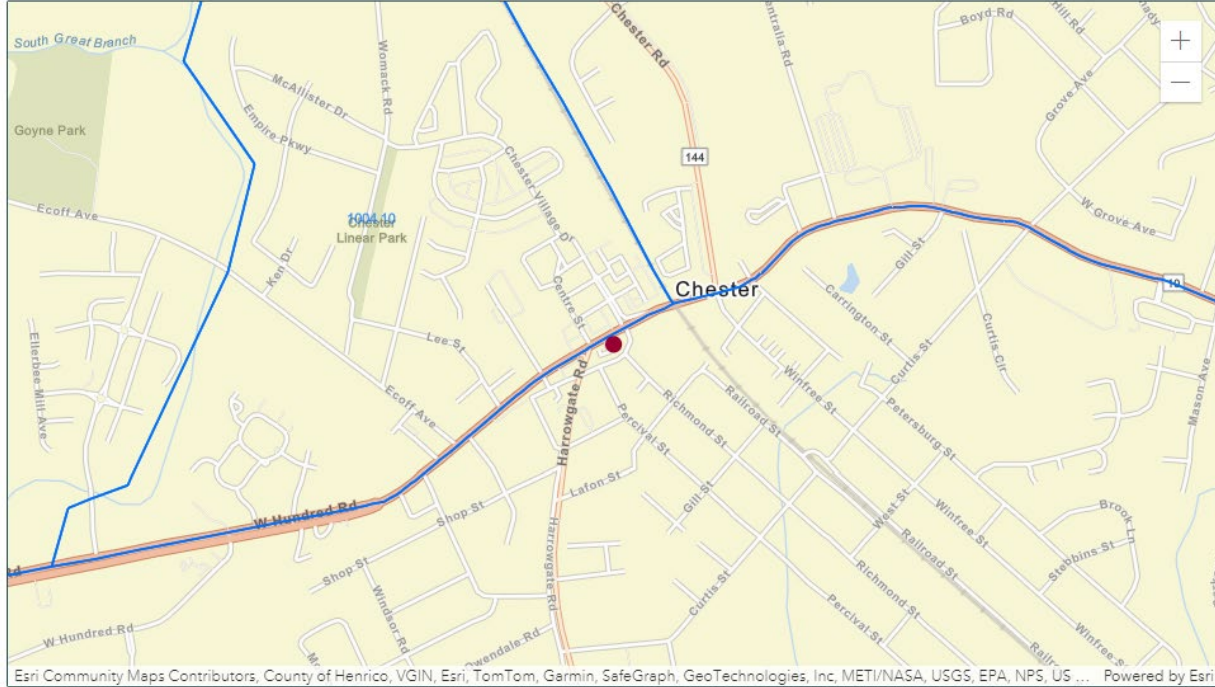 South Great Branch
Goyne Park
McAllister Dr
Empire Pkwy
Womack Rd
Chester Rd
Centralia Rd
Boyd Rd
Hill Rd
Grove Ave
+
−
144
Ecoff Ave
1004.10
Chester
Linear Park
Chester Village Dr
W Grove Ave
Ken Dr
Gill St
Centre St
Chester
10
Carrington St
Curtis Cir
Ellerbee Mill Ave
Lee St
Ecoff Ave
Harrowgate Rd
Curtis St
Winfree St
Mason Ave
Railroad St
Richmond St
Percival St
Petersburg St
Lafon St
Gill St
W Hundred Rd
Shop St
West St
Winfree St
Brook Ln
Stebbins St
Harrowgate Rd
Railroad St
Rd
Shop St
Curtis St
Richmond St
Percival St
Windsor Rd
W Hundred Rd
Owendale Rd
Winfree St
Esri Community Maps Contributors, County of Henrico, VGIN, Esri, TomTom, Garmin, SafeGraph, GeoTechnologies, Inc, METI/NASA, USGS, EPA, NPS, US ... Powered by Esri